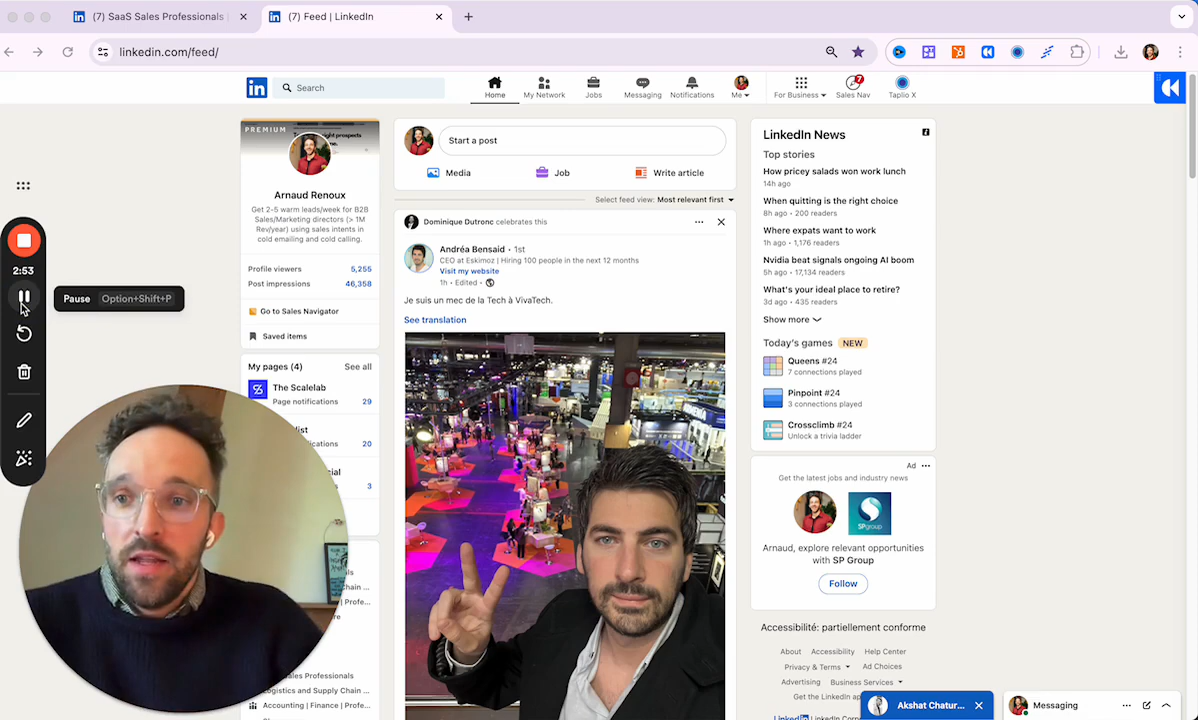 (7) SaaS Sales Professionals
(7) Feed | LinkedIn
linkedin.com/feed/
in
Search
Home
My Network
Jobs
Messaging
Notifications
Me
For Business
7
Sales Nav
Taplio X
PREMIUM
Arnaud Renoux
Get 2-5 warm leads/week for B2B
Sales/Marketing directors (> 1M
Rev/year) using sales intents in
cold emailing and cold calling.
Profile viewers 5,255
Post impressions 46,358
Go to Sales Navigator
Saved items
My pages (4) See all
The Scalelab
Page notifications 29
20
3
2:53
Pause Option+Shift+P
Start a post
Media
Job
Write article
Select feed view: Most relevant first
Dominique Dutronc celebrates this
Andréa Bensaid • 1st
CEO at Eskimoz | Hiring 100 people in the next 12 months
Visit my website
1h • Edited •
Je suis un mec de la Tech à VivaTech.
See translation
LinkedIn News
Top stories
How pricey salads won work lunch
14h ago
When quitting is the right choice
8h ago • 200 readers
Where expats want to work
1h ago • 1,176 readers
Nvidia beat signals ongoing AI boom
5h ago • 17,134 readers
What's your ideal place to retire?
3d ago • 435 readers
Show more
Today's games NEW
Queens #24
7 connections played
Pinpoint #24
3 connections played
Crossclimb #24
Unlock a trivia ladder
Ad
Get the latest jobs and industry news
SPgroup
Arnaud, explore relevant opportunities
with SP Group
Follow
Accessibilité: partiellement conforme
About Accessibility Help Center
Privacy & Terms Ad Choices
Advertising Business Services
Get the LinkedIn
LinkedIn
Akshat Chatur...
Messaging
Accounting | Finance | Profe...